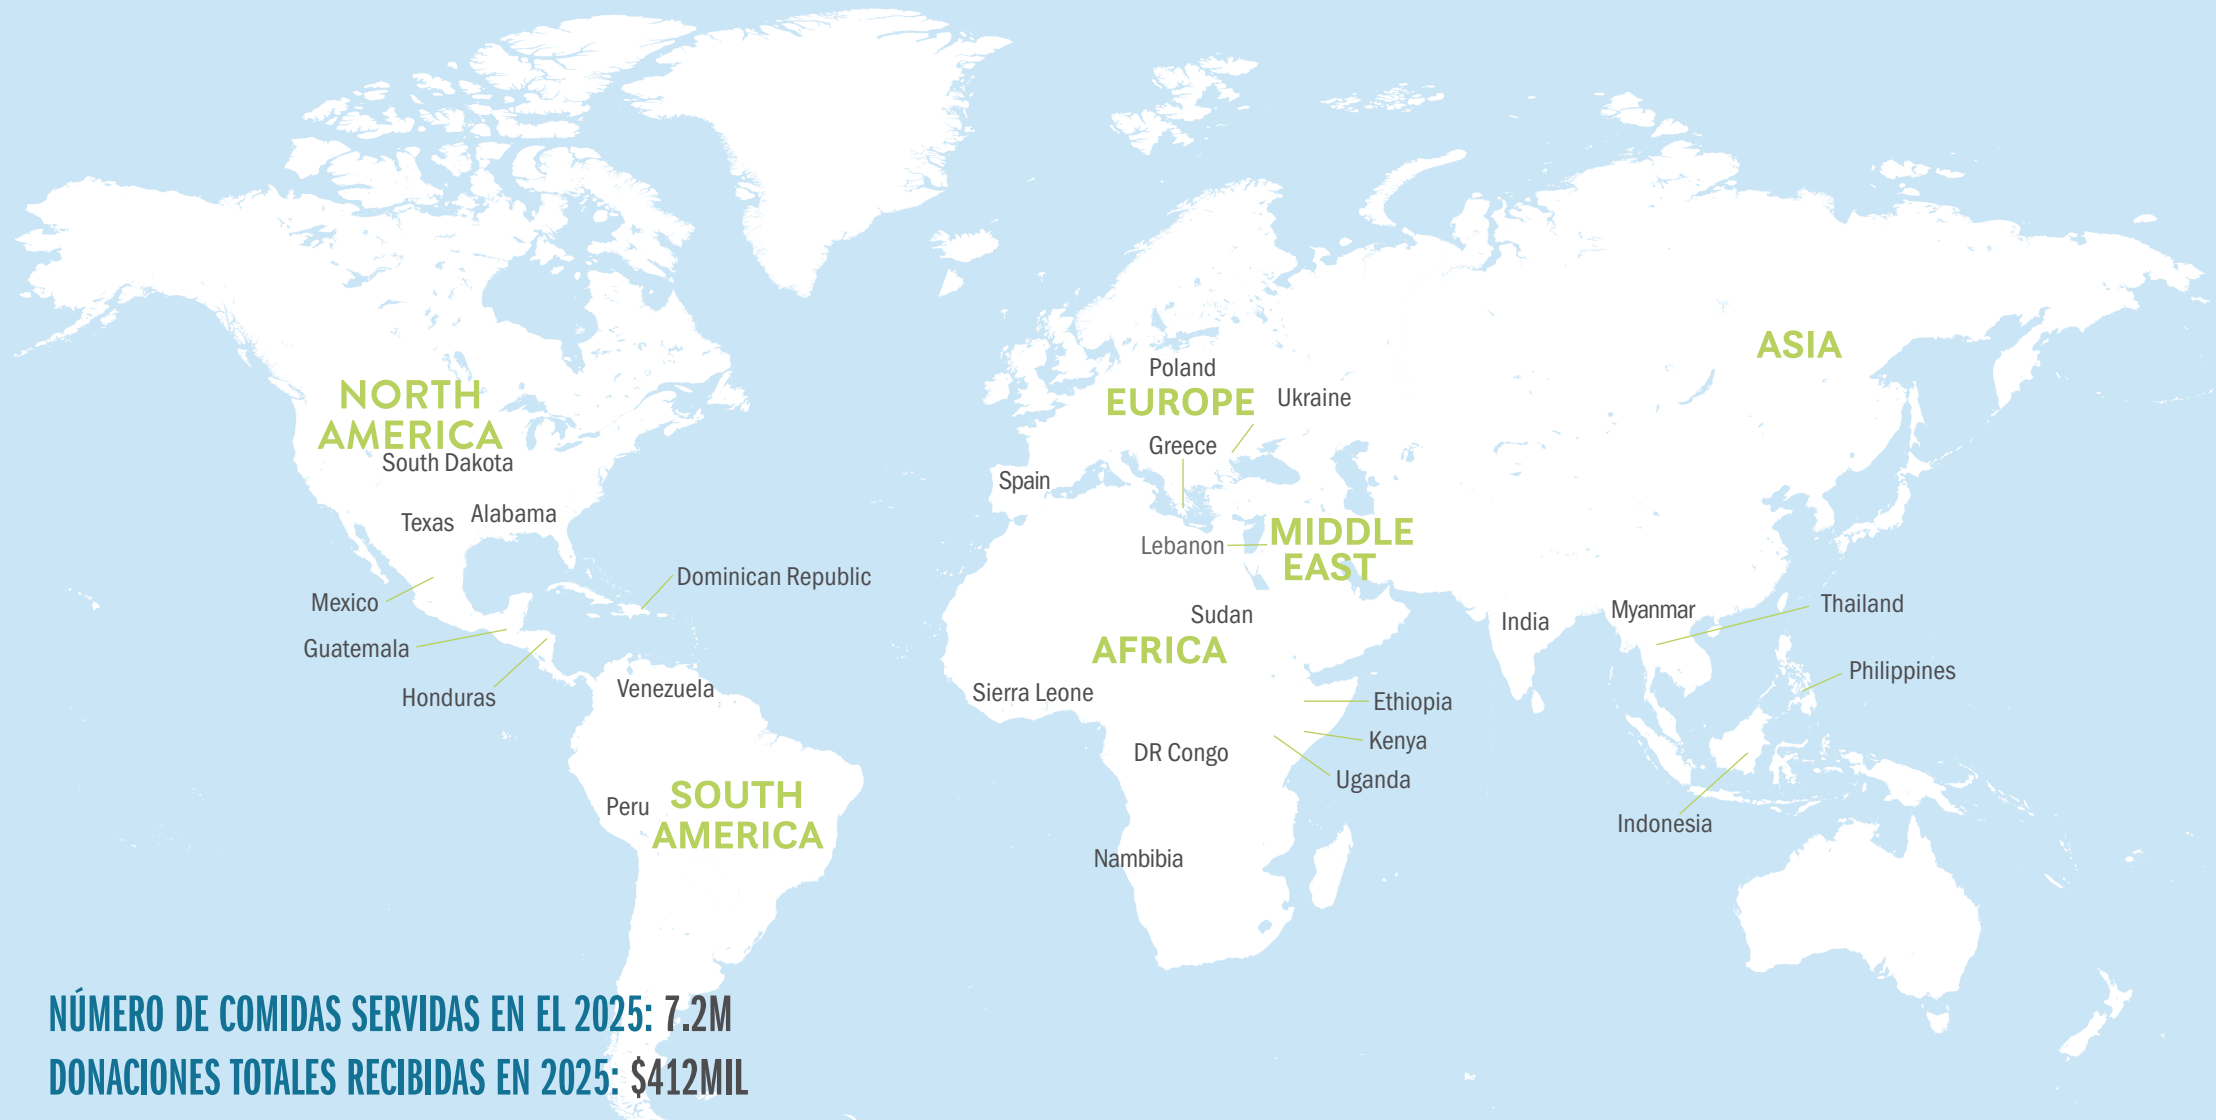 NORTH
AMERICA
South Dakota
Texas
Alabama
Mexico
Guatemala
Honduras
Dominican Republic
Venezuela
Peru
SOUTH
AMERICA
Poland
EUROPE
Ukraine
Greece
Spain
Lebanon
MIDDLE
EAST
Sudan
AFRICA
Sierra Leone
Ethiopia
Kenya
DR Congo
Uganda
Nambibia
ASIA
India
Myanmar
Thailand
Philippines
Indonesia
NÚMERO DE COMIDAS SERVIDAS EN EL 2025: 7.2M
DONACIONES TOTALES RECIBIDAS EN 2025: $412MIL